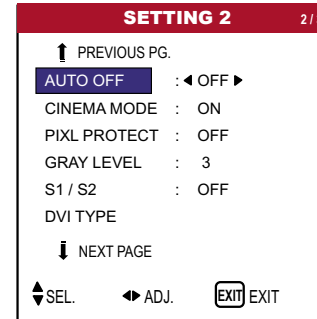 SETTING 2 2 /
PREVIOUS PG.
AUTO OFF : OFF
CINEMA MODE : ON
PIXL PROTECT : OFF
GRAY LEVEL : 3
S1 / S2 : OFF
DVI TYPE
NEXT PAGE
SEL. ADJ. EXIT EXIT